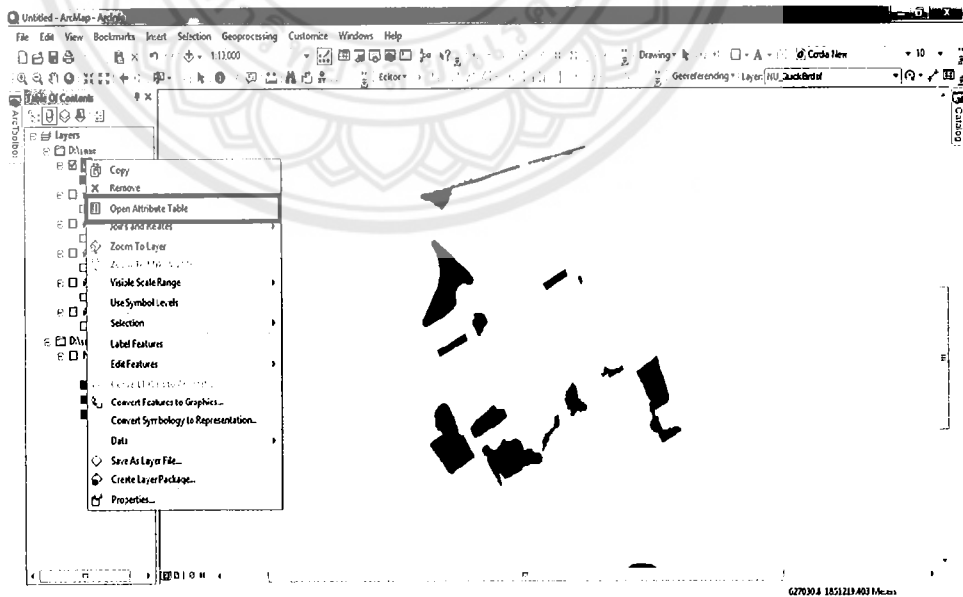 Untitled - ArcMap - ArcInfo
File Edit View Bookmarks Insert Selection Geoprocessing Customize Windows Help
1:13,000
Drawing A Cordia New 10
Editor Georeferencing Layer: NU_QuickBird.tif
Table Of Contents
ArcToolbox
Catalog
Layers
Copy
Remove
Open Attribute Table
Joins and Relates
Zoom To Layer
Visible Scale Range
Use Symbol Levels
Selection
Label Features
Edit Features
Convert Features to Graphics...
Convert Symbology to Representation...
Data
Save As Layer File...
Create Layer Package...
Properties...
627030.8 1851219.403 Meters